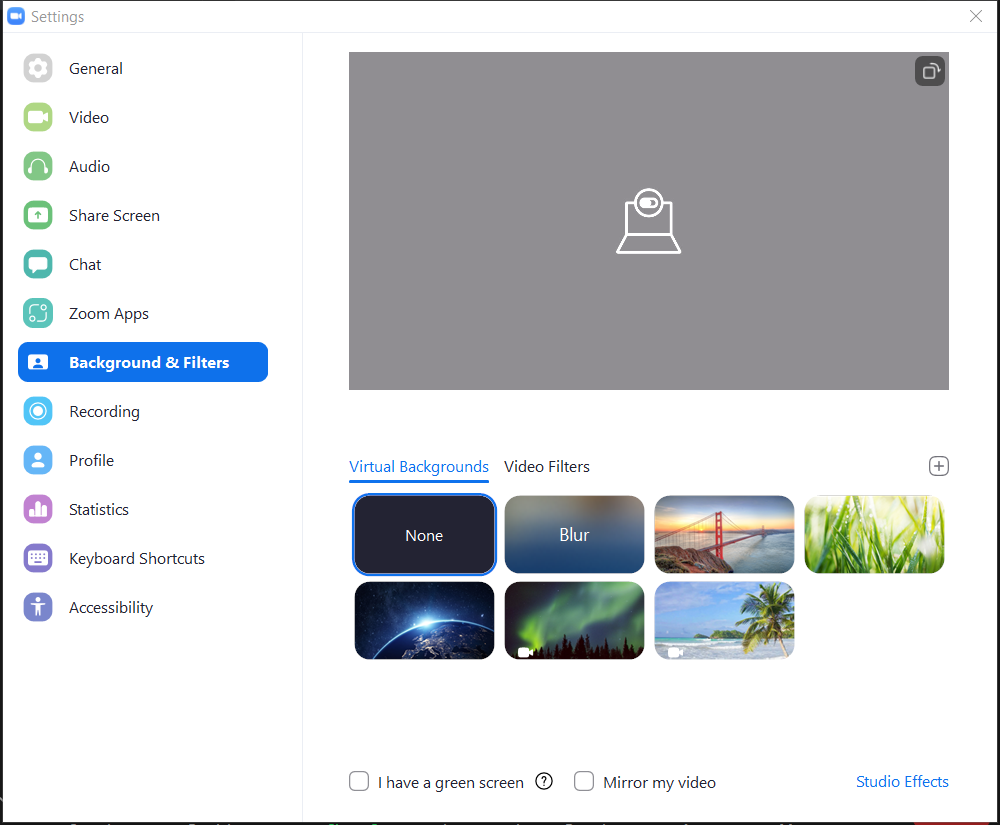 Settings
General
Video
Audio
Share Screen
Chat
Zoom Apps
Background & Filters
Recording
Profile
Statistics
Keyboard Shortcuts
Accessibility
Virtual Backgrounds
Video Filters
None
Blur
I have a green screen
?
Mirror my video
Studio Effects